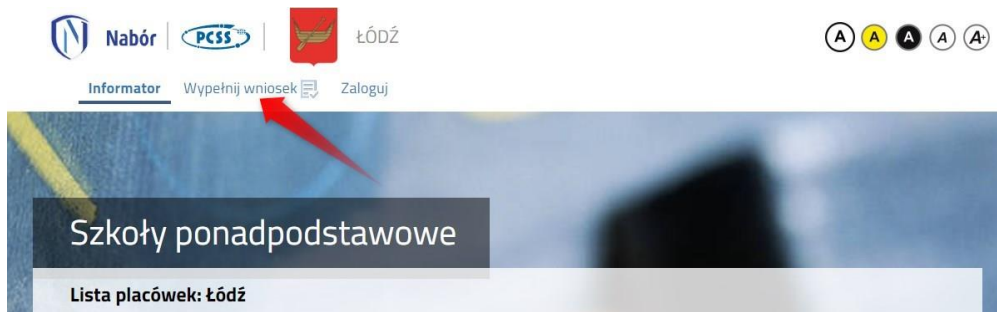 Nabór PCSS ŁÓDŹ
A A A A A+
Informator Wypełnij wniosek Zaloguj
Szkoły ponadpodstawowe
Lista placówek: Łódź